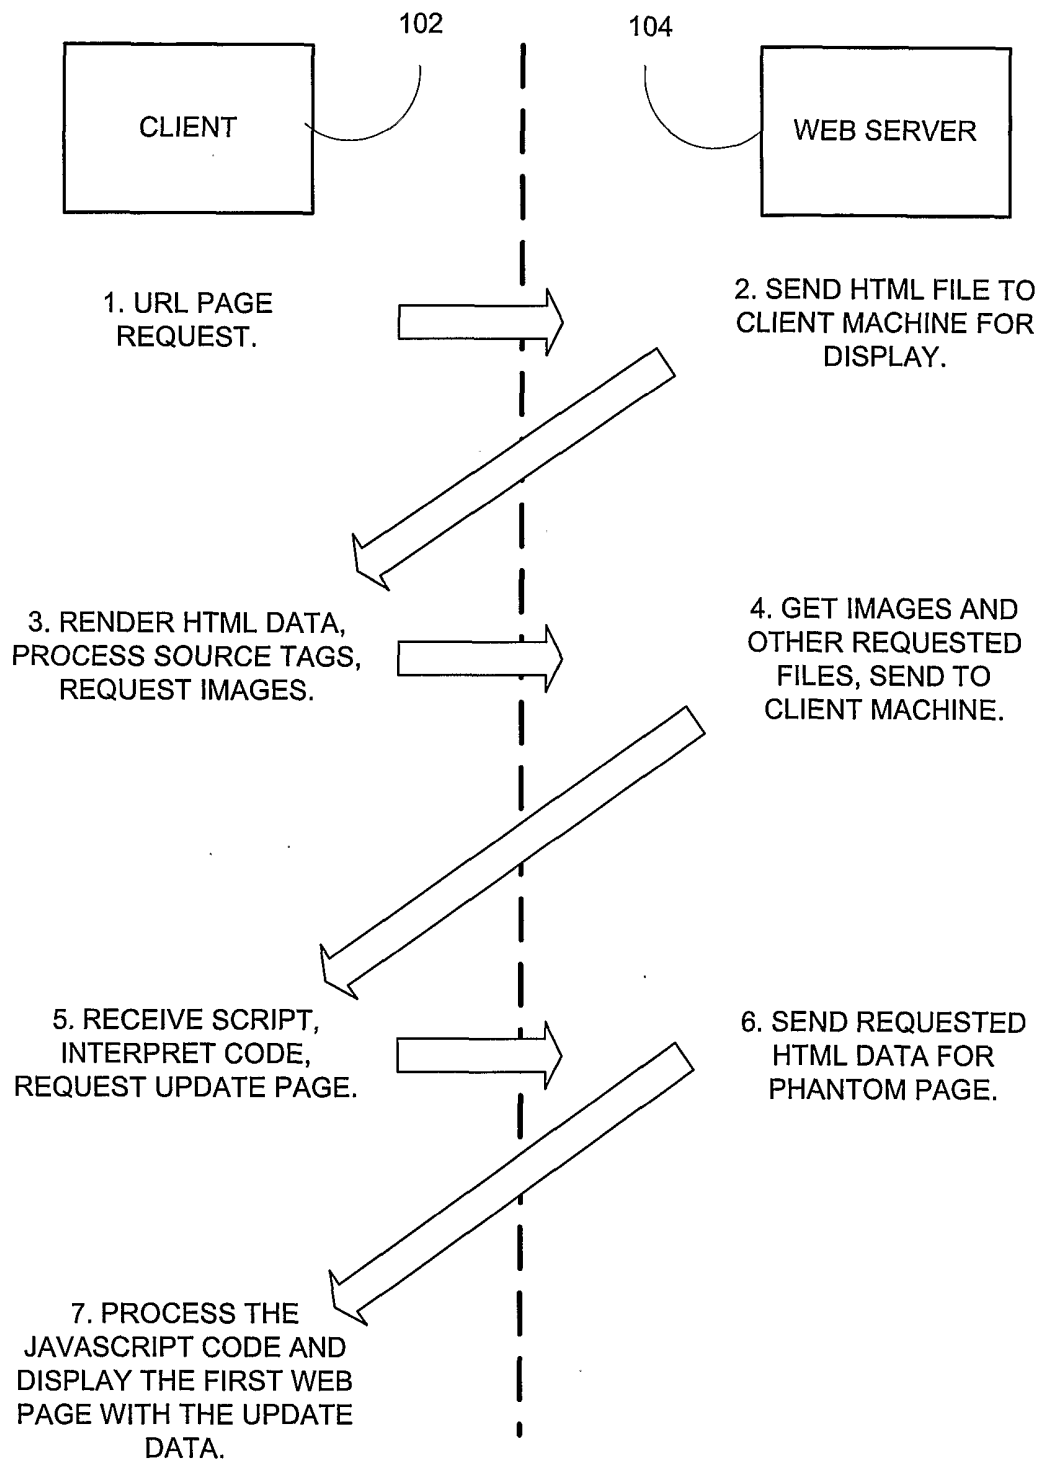 102
104
CLIENT
WEB SERVER
1. URL PAGE
REQUEST.
2. SEND HTML FILE TO
CLIENT MACHINE FOR
DISPLAY.
3. RENDER HTML DATA,
PROCESS SOURCE TAGS,
REQUEST IMAGES.
4. GET IMAGES AND
OTHER REQUESTED
FILES, SEND TO
CLIENT MACHINE.
5. RECEIVE SCRIPT,
INTERPRET CODE,
REQUEST UPDATE PAGE.
6. SEND REQUESTED
HTML DATA FOR
PHANTOM PAGE.
7. PROCESS THE
JAVASCRIPT CODE AND
DISPLAY THE FIRST WEB
PAGE WITH THE UPDATE
DATA.